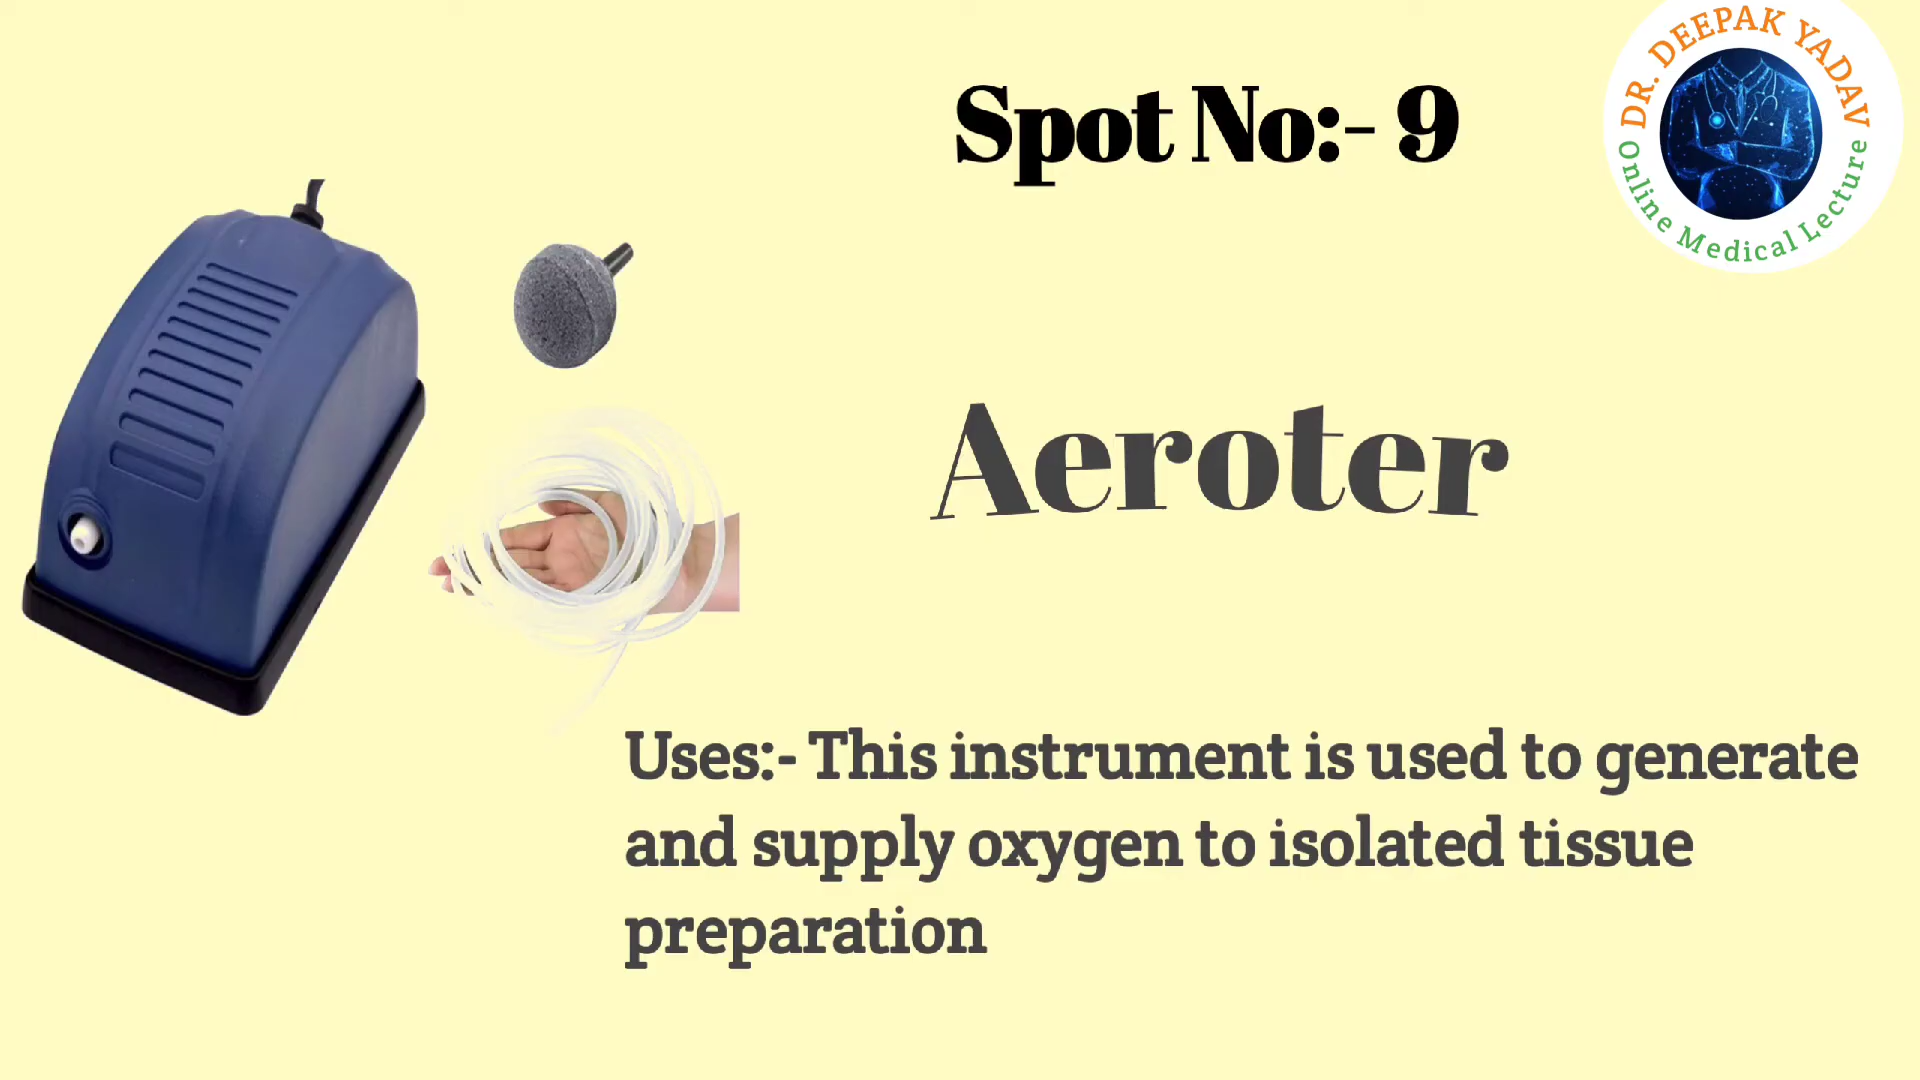 DR. DEEPAK YADAV
Online Medical Lecture
Spot No:- 9
Aeroter
Uses:- This instrument is used to generate
and supply oxygen to isolated tissue
preparation